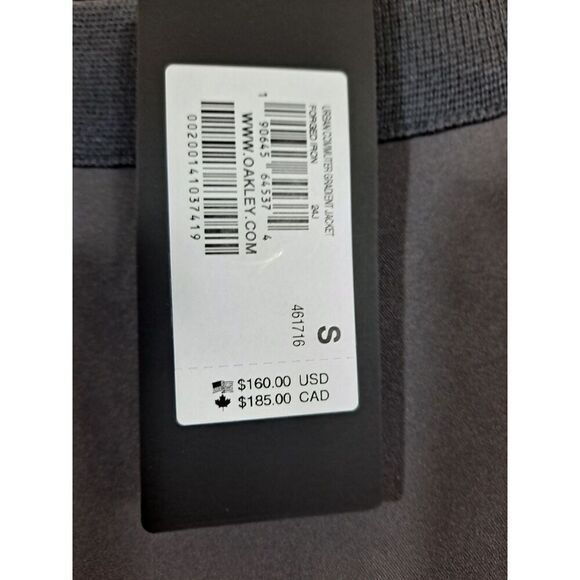 URBAN COMMUTER GRADIENT JACKET
FORGED IRON 24J
1 90645 64537 4
WWW.OAKLEY.COM
00200141037419
461716
S
$160.00 USD
$185.00 CAD